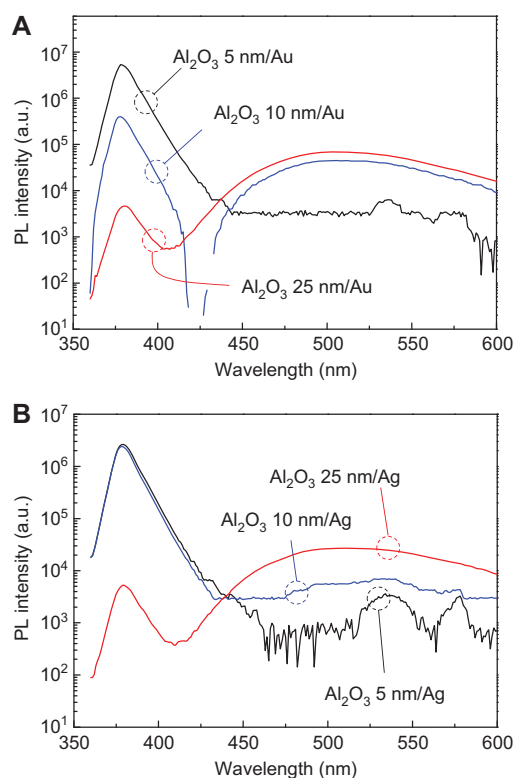 A
10⁷
10⁶
10⁵
10⁴
10³
10²
10¹
PL intensity (a.u.)
Al₂O₃ 5 nm/Au
Al₂O₃ 10 nm/Au
Al₂O₃ 25 nm/Au
350 400 450 500 550 600
Wavelength (nm)
B
10⁷
10⁶
10⁵
10⁴
10³
10²
10¹
PL intensity (a.u.)
Al₂O₃ 25 nm/Ag
Al₂O₃ 10 nm/Ag
Al₂O₃ 5 nm/Ag
350 400 450 500 550 600
Wavelength (nm)